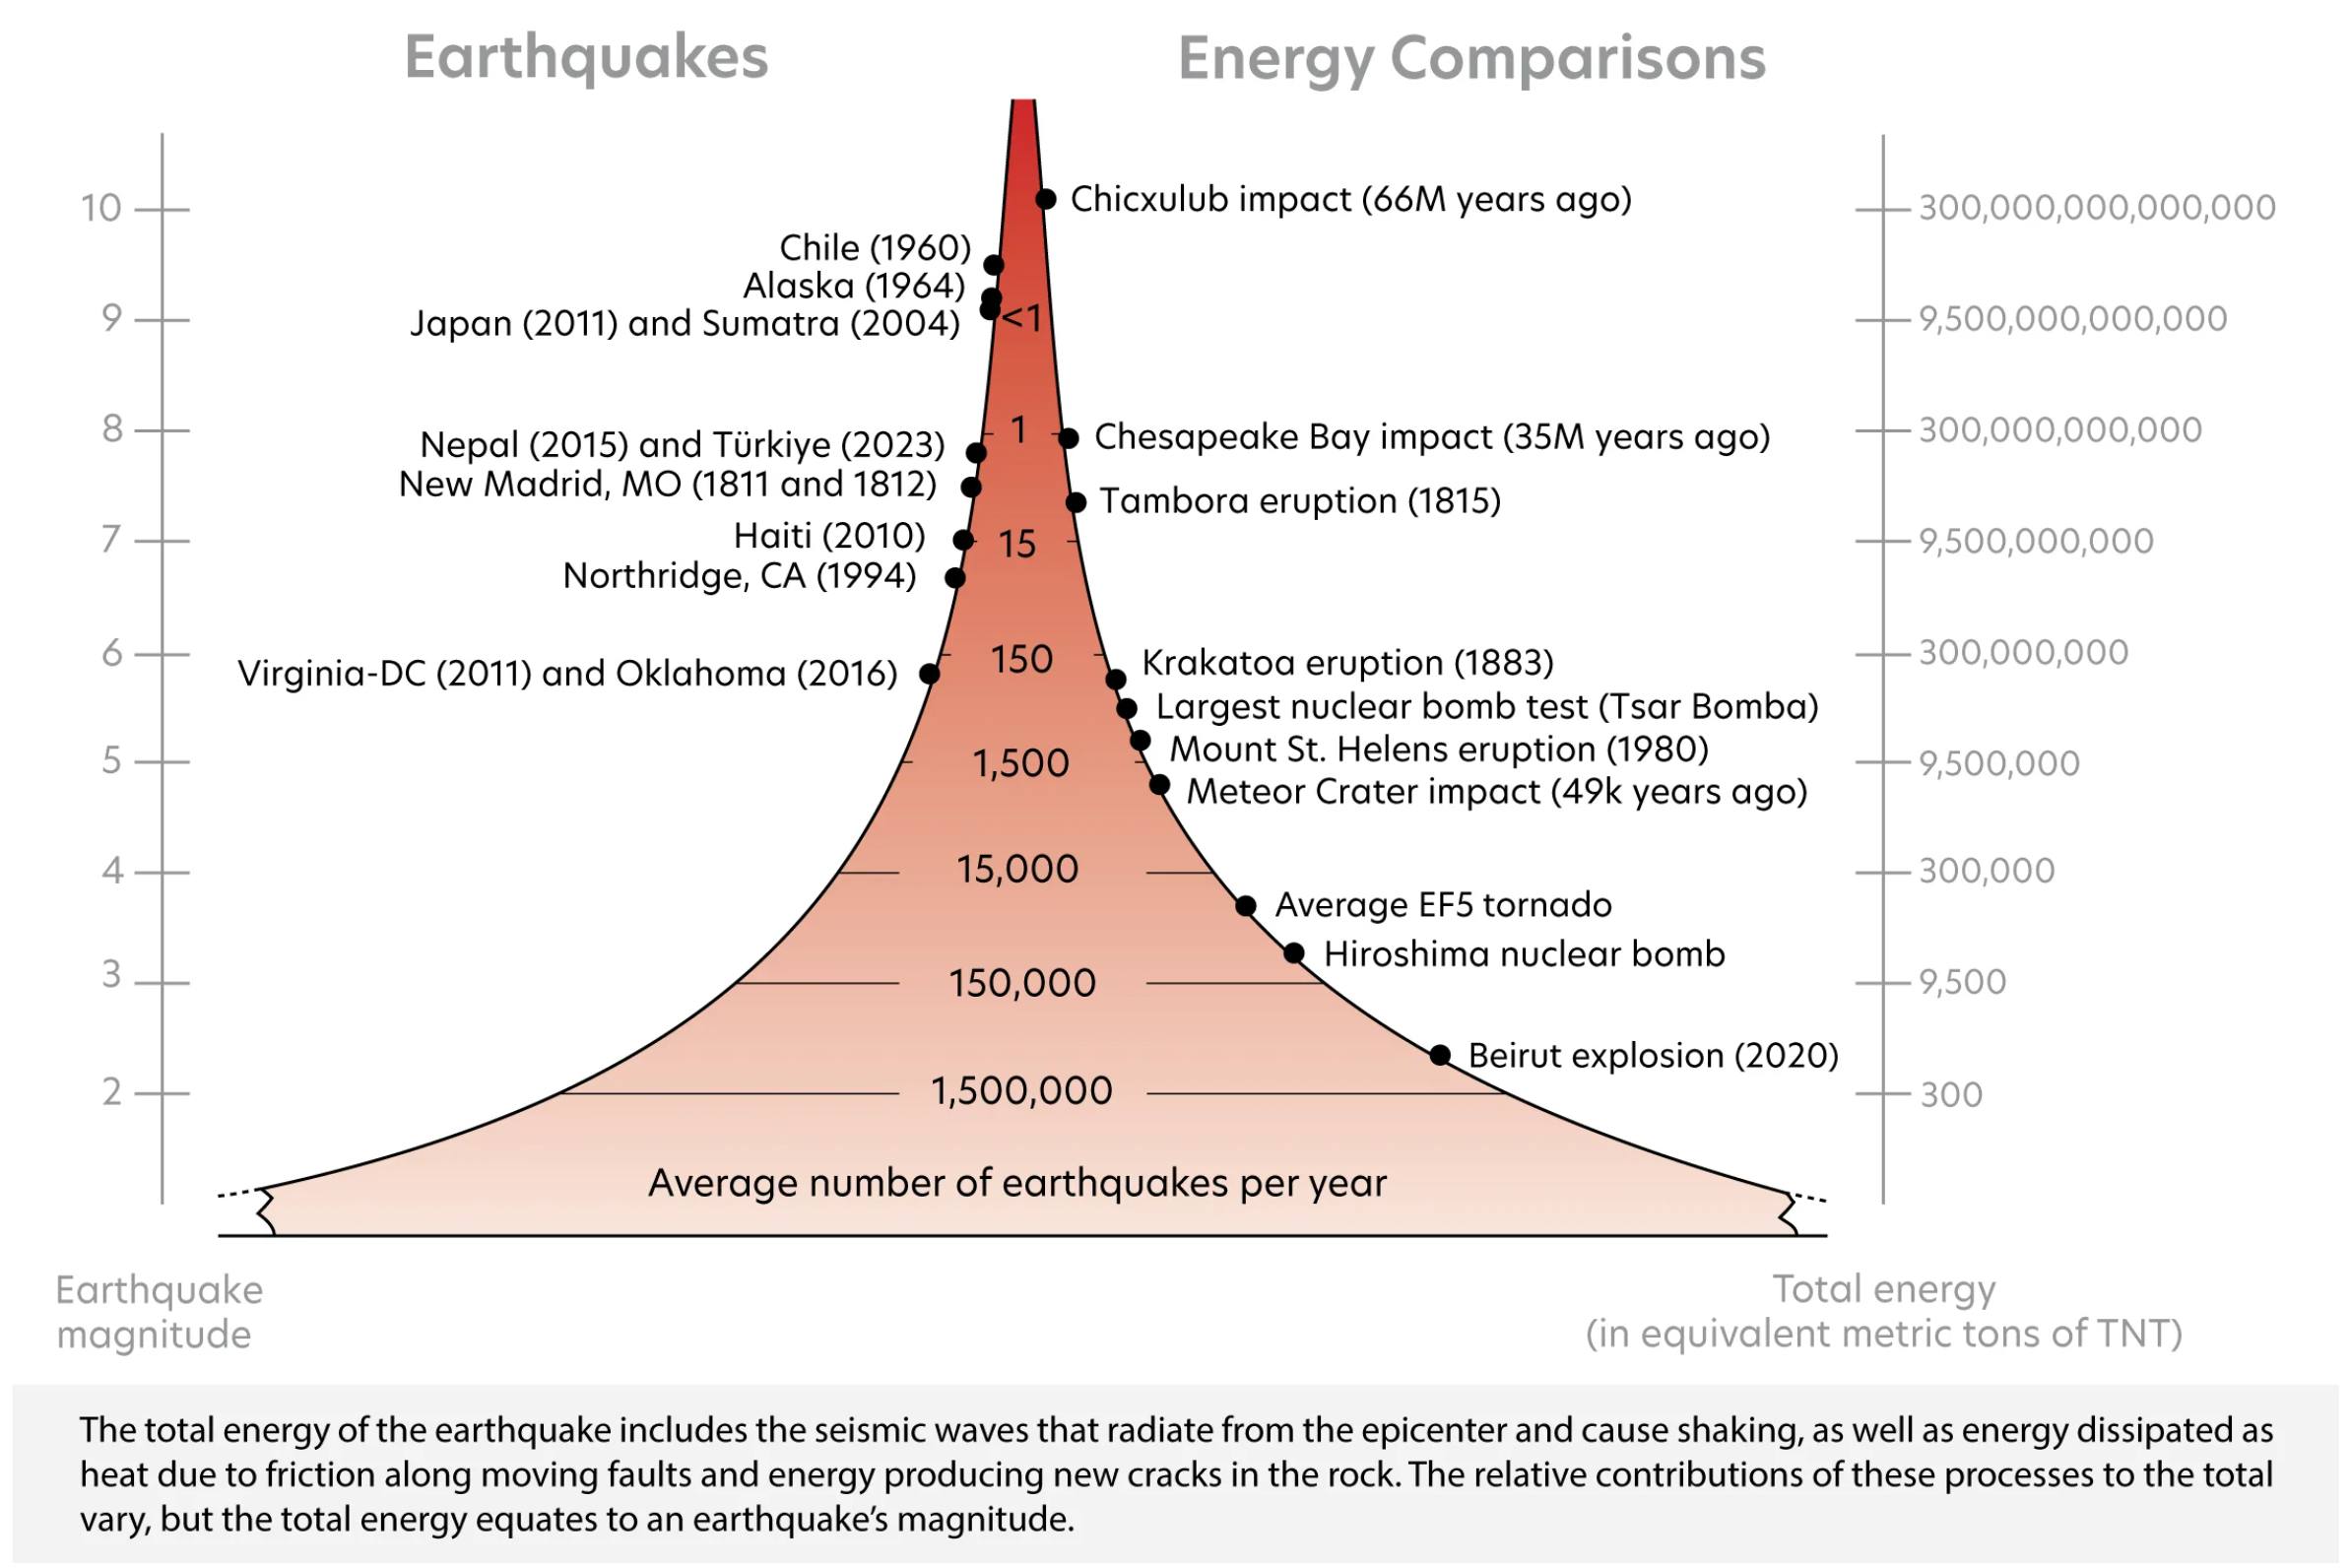 Earthquakes
Energy Comparisons
10
Chicxulub impact (66M years ago)
300,000,000,000,000
Chile (1960)
Alaska (1964)
Japan (2011) and Sumatra (2004)
9
<1
9,500,000,000,000
8
1
Nepal (2015) and Türkiye (2023)
Chesapeake Bay impact (35M years ago)
300,000,000,000
New Madrid, MO (1811 and 1812)
Tambora eruption (1815)
7
Haiti (2010)
15
9,500,000,000
Northridge, CA (1994)
6
150
Krakatoa eruption (1883)
300,000,000
Virginia-DC (2011) and Oklahoma (2016)
Largest nuclear bomb test (Tsar Bomba)
Mount St. Helens eruption (1980)
5
1,500
9,500,000
Meteor Crater impact (49k years ago)
4
15,000
300,000
Average EF5 tornado
Hiroshima nuclear bomb
3
150,000
9,500
Beirut explosion (2020)
2
1,500,000
300
Average number of earthquakes per year
Earthquake
magnitude
Total energy
(in equivalent metric tons of TNT)
The total energy of the earthquake includes the seismic waves that radiate from the epicenter and cause shaking, as well as energy dissipated as
heat due to friction along moving faults and energy producing new cracks in the rock. The relative contributions of these processes to the total
vary, but the total energy equates to an earthquake’s magnitude.